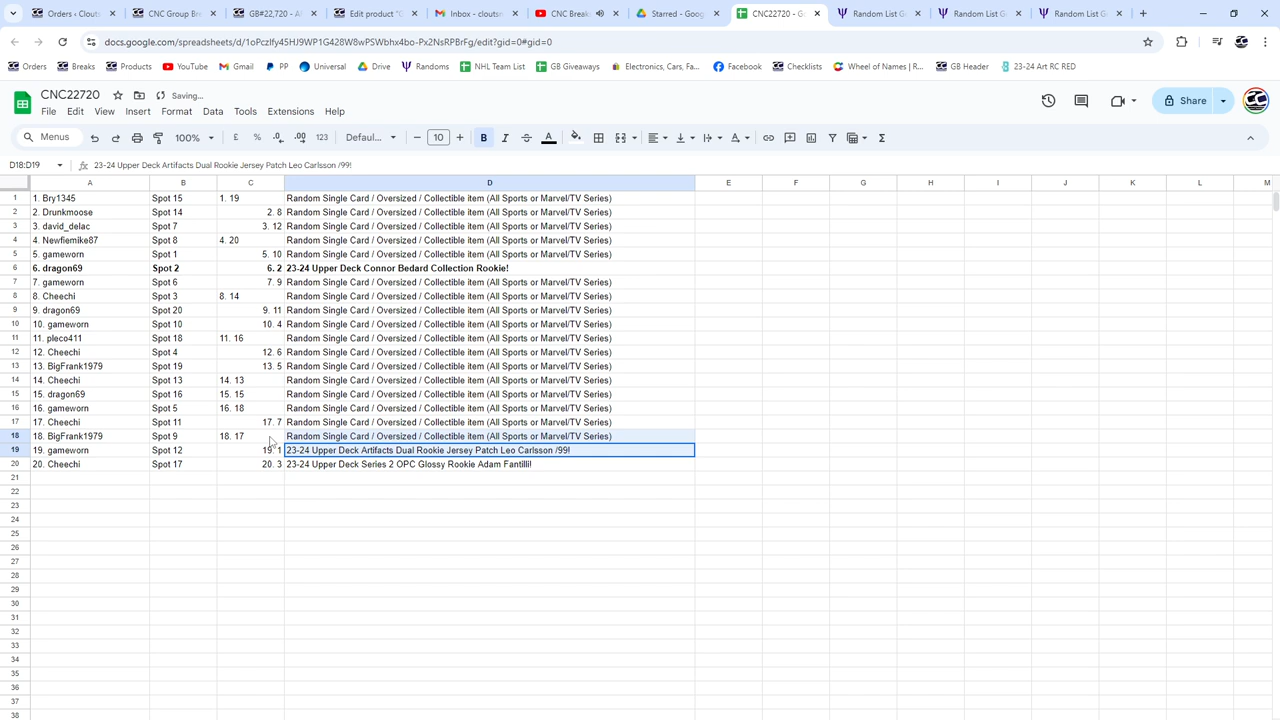 Orders ‹ Clouts
CNC Group Bre
GB#23720 - Al
Edit product "C
Inbox - clouts
CNC Break
Starred - Goog
CNC22720 - G
Random List G
Random List G
Random List G
docs.google.com/spreadsheets/d/1oPcz0t45HJ9WP1G428W8wPSWbhx4bo-Px2NsRPBrFg/edit?gid=0#gid=0
Orders
Breaks
Products
YouTube
Gmail
PP
Universal
Drive
Randoms
NHL Team List
GB Giveaways
Electronics, Cars, Fa...
Facebook
Checklists
Wheel of Names | R...
GB Header
23-24 Art RC RED
CNC22720
Saving...
File Edit View Insert Format Data Tools Extensions Help
Share
Menus
100%
£ % .0 .00 123
Defaul...
10
B I A
D18:D19
23-24 Upper Deck Artifacts Dual Rookie Jersey Patch Leo Carlsson /99!
A B C D E F G H I J K L M
1 1. Bry1345 Spot 15 1. 19 Random Single Card / Oversized / Collectible item (All Sports or Marvel/TV Series)
2 2. Drunkmoose Spot 14 2. 8 Random Single Card / Oversized / Collectible item (All Sports or Marvel/TV Series)
3 3. david_delac Spot 7 3. 12 Random Single Card / Oversized / Collectible item (All Sports or Marvel/TV Series)
4 4. Newfiemike87 Spot 8 4. 20 Random Single Card / Oversized / Collectible item (All Sports or Marvel/TV Series)
5 5. gameworn Spot 1 5. 10 Random Single Card / Oversized / Collectible item (All Sports or Marvel/TV Series)
6 6. dragon69 Spot 2 6. 2 23-24 Upper Deck Connor Bedard Collection Rookie!
7 7. gameworn Spot 6 7. 9 Random Single Card / Oversized / Collectible item (All Sports or Marvel/TV Series)
8 8. Cheechi Spot 3 8. 14 Random Single Card / Oversized / Collectible item (All Sports or Marvel/TV Series)
9 9. dragon69 Spot 20 9. 11 Random Single Card / Oversized / Collectible item (All Sports or Marvel/TV Series)
10 10. gameworn Spot 10 10. 4 Random Single Card / Oversized / Collectible item (All Sports or Marvel/TV Series)
11 11. pleco411 Spot 18 11. 16 Random Single Card / Oversized / Collectible item (All Sports or Marvel/TV Series)
12 12. Cheechi Spot 4 12. 6 Random Single Card / Oversized / Collectible item (All Sports or Marvel/TV Series)
13 13. BigFrank1979 Spot 19 13. 5 Random Single Card / Oversized / Collectible item (All Sports or Marvel/TV Series)
14 14. Cheechi Spot 13 14. 13 Random Single Card / Oversized / Collectible item (All Sports or Marvel/TV Series)
15 15. dragon69 Spot 16 15. 15 Random Single Card / Oversized / Collectible item (All Sports or Marvel/TV Series)
16 16. gameworn Spot 5 16. 18 Random Single Card / Oversized / Collectible item (All Sports or Marvel/TV Series)
17 17. Cheechi Spot 11 17. 7 Random Single Card / Oversized / Collectible item (All Sports or Marvel/TV Series)
18 18. BigFrank1979 Spot 9 18. 17 Random Single Card / Oversized / Collectible item (All Sports or Marvel/TV Series)
19 19. gameworn Spot 12 19. 1 23-24 Upper Deck Artifacts Dual Rookie Jersey Patch Leo Carlsson /99!
20 20. Cheechi Spot 17 20. 3 23-24 Upper Deck Series 2 OPC Glossy Rookie Adam Fantilli!
21
22
23
24
25
26
27
28
29
30
31
32
33
34
35
36
37
38